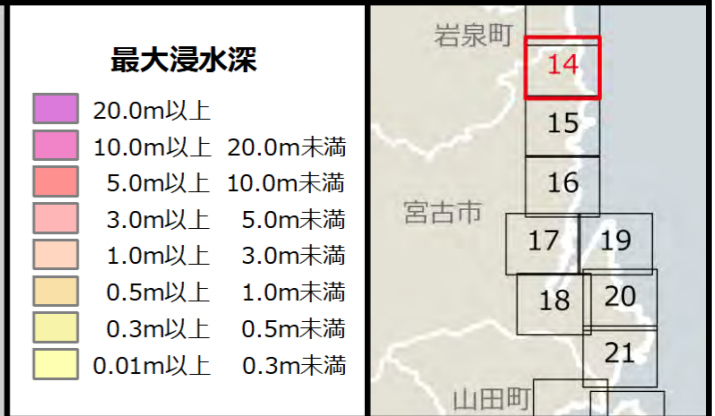 最大浸水深
20.0m以上
10.0m以上 20.0m未満
5.0m以上 10.0m未満
3.0m以上 5.0m未満
1.0m以上 3.0m未満
0.5m以上 1.0m未満
0.3m以上 0.5m未満
0.01m以上 0.3m未満
岩泉町
14
15
16
宮古市
17
19
18
20
21
山田町